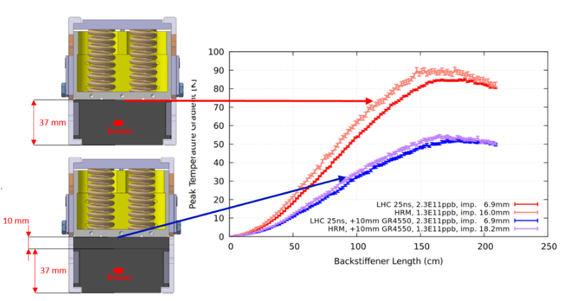 37 mm
10 mm
37 mm
Peak Temperature Gradient [K]
100
90
80
70
60
50
40
30
20
10
0
0
50
100
150
200
250
Backstiffener Length (cm)
LHC 25ns, 2.3E11ppb, imp.  6.9mm
HRM, 1.3E11ppb, imp. 16.0mm
LHC 25ns, +10mm GR4550, 2.3E11ppb, imp.  6.9mm
HRM, +10mm GR4550, 1.3E11ppb, imp. 18.2mm